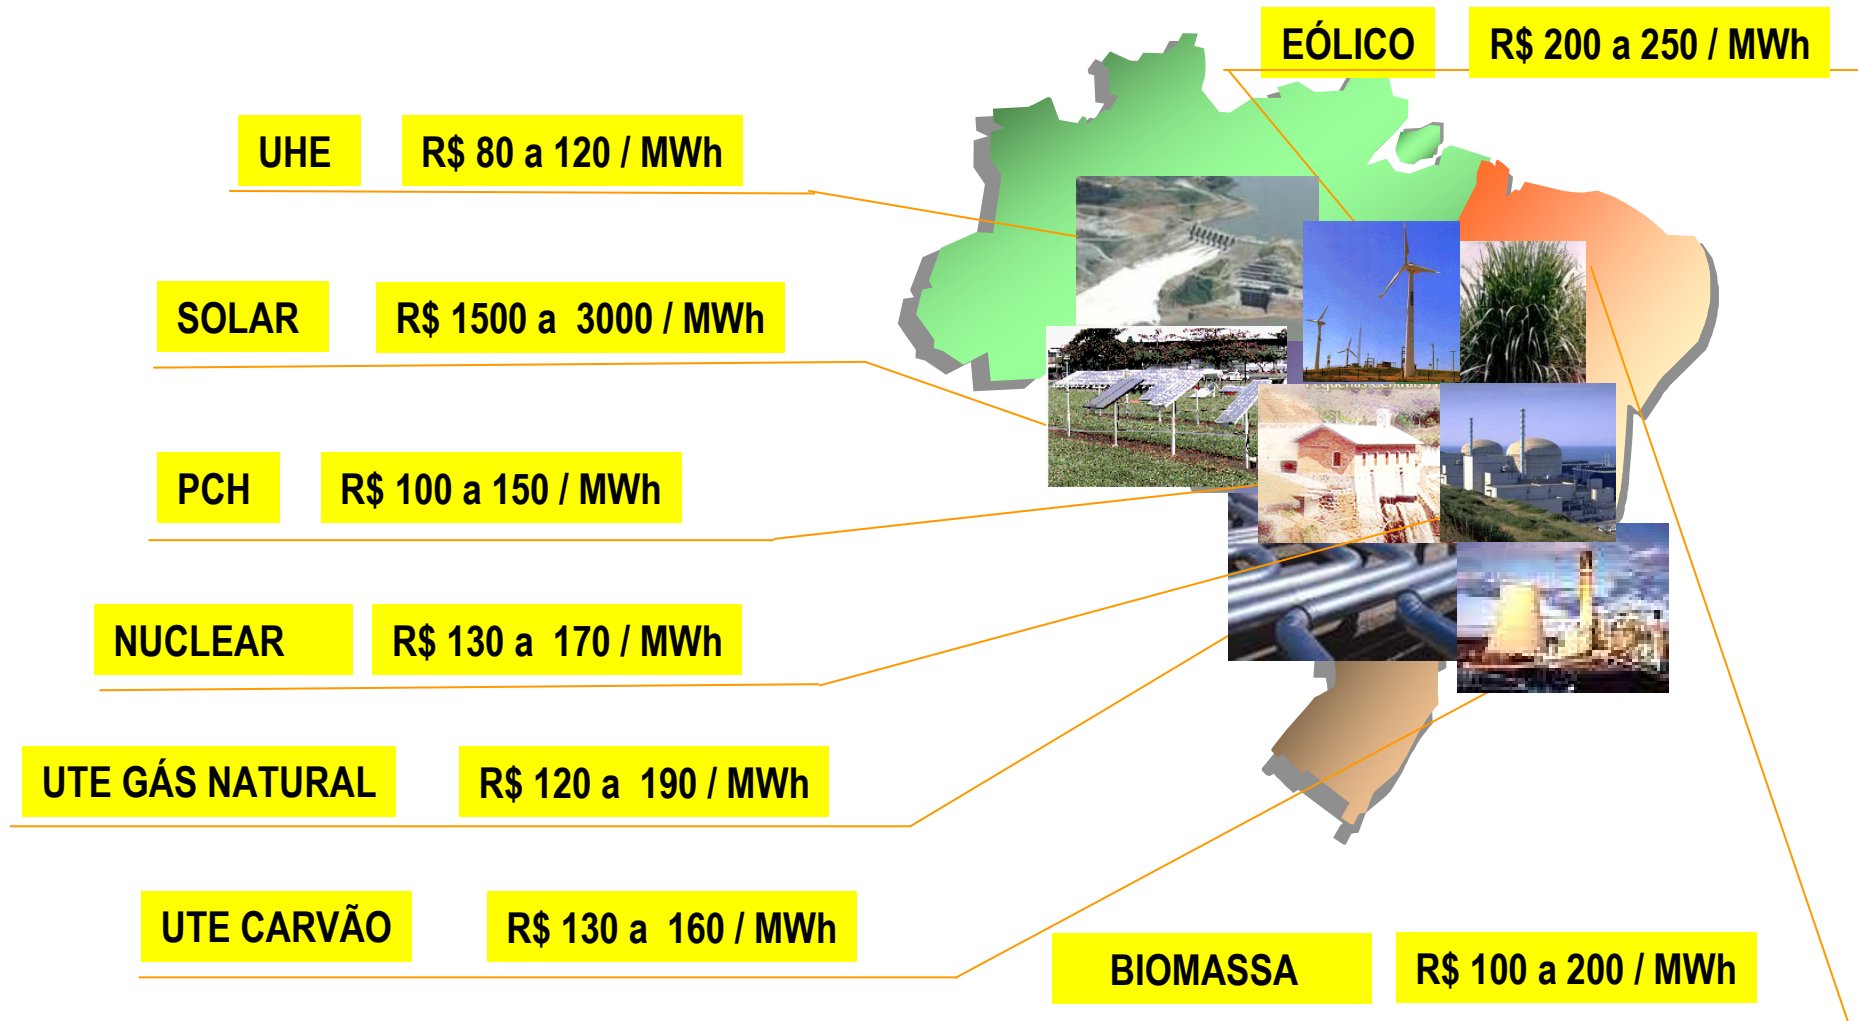 EÓLICO R$ 200 a 250 / MWh
UHE R$ 80 a 120 / MWh
SOLAR R$ 1500 a 3000 / MWh
PCH R$ 100 a 150 / MWh
NUCLEAR R$ 130 a 170 / MWh
UTE GÁS NATURAL R$ 120 a 190 / MWh
UTE CARVÃO R$ 130 a 160 / MWh
BIOMASSA R$ 100 a 200 / MWh